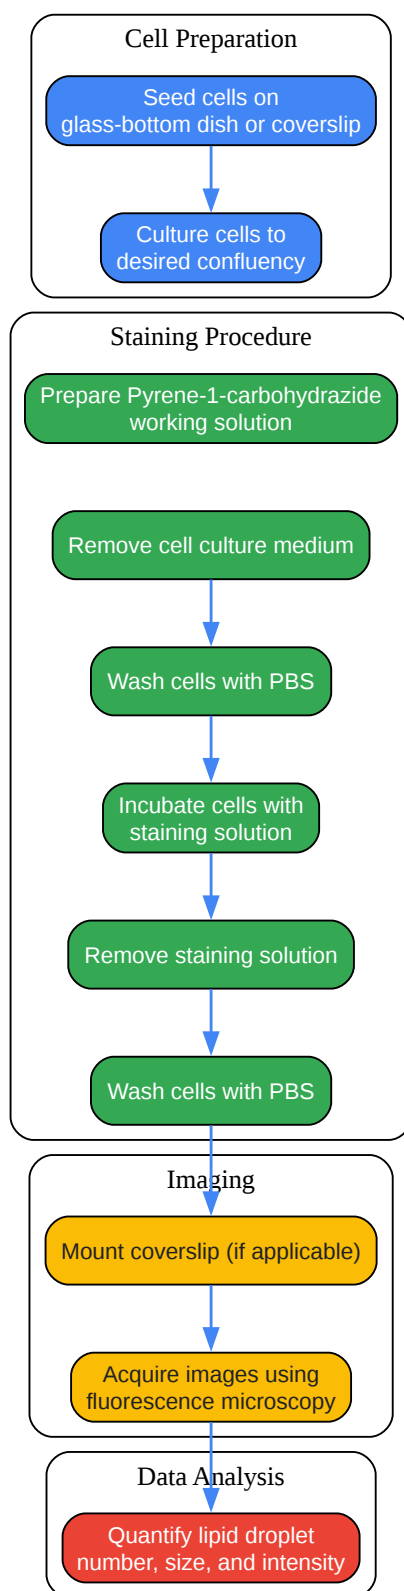 Cell Preparation
Seed cells on
glass-bottom dish or coverslip
Culture cells to
desired confluency
Staining Procedure
Prepare Pyrene-1-carbohydrazide
working solution
Remove cell culture medium
Wash cells with PBS
Incubate cells with
staining solution
Remove staining solution
Wash cells with PBS
Imaging
Mount coverslip (if applicable)
Acquire images using
fluorescence microscopy
Data Analysis
Quantify lipid droplet
number, size, and intensity